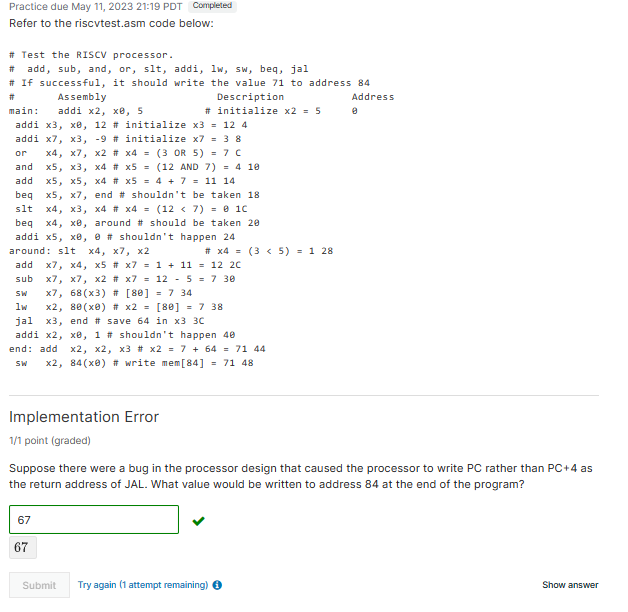 Practice due May 11, 2023 21:19 PDT Completed
Refer to the riscvtest.asm code below:
# Test the RISCV processor.
# add, sub, and, or, slt, addi, lw, sw, beq, jal
# If successful, it should write the value 71 to address 84
# Assembly Description Address
main: addi x2, x0, 5 # initialize x2 = 5 0
addi x3, x0, 12 # initialize x3 = 12 4
addi x7, x3, -9 # initialize x7 = 3 8
or x4, x7, x2 # x4 = (3 OR 5) = 7 C
and x5, x3, x4 # x5 = (12 AND 7) = 4 10
add x5, x5, x4 # x5 = 4 + 7 = 11 14
beq x5, x7, end # shouldn't be taken 18
slt x4, x3, x4 # x4 = (12 < 7) = 0 1C
beq x4, x0, around # should be taken 20
addi x5, x0, 0 # shouldn't happen 24
around: slt x4, x7, x2 # x4 = (3 < 5) = 1 28
add x7, x4, x5 # x7 = 1 + 11 = 12 2C
sub x7, x7, x2 # x7 = 12 - 5 = 7 30
sw x7, 68(x3) # [80] = 7 34
lw x2, 80(x0) # x2 = [80] = 7 38
jal x3, end # save 64 in x3 3C
addi x2, x0, 1 # shouldn't happen 40
end: add x2, x2, x3 # x2 = 7 + 64 = 71 44
sw x2, 84(x0) # write mem[84] = 71 48
Implementation Error
1/1 point (graded)
Suppose there were a bug in the processor design that caused the processor to write PC rather than PC+4 as
the return address of JAL. What value would be written to address 84 at the end of the program?
67
67
Submit Try again (1 attempt remaining) Show answer